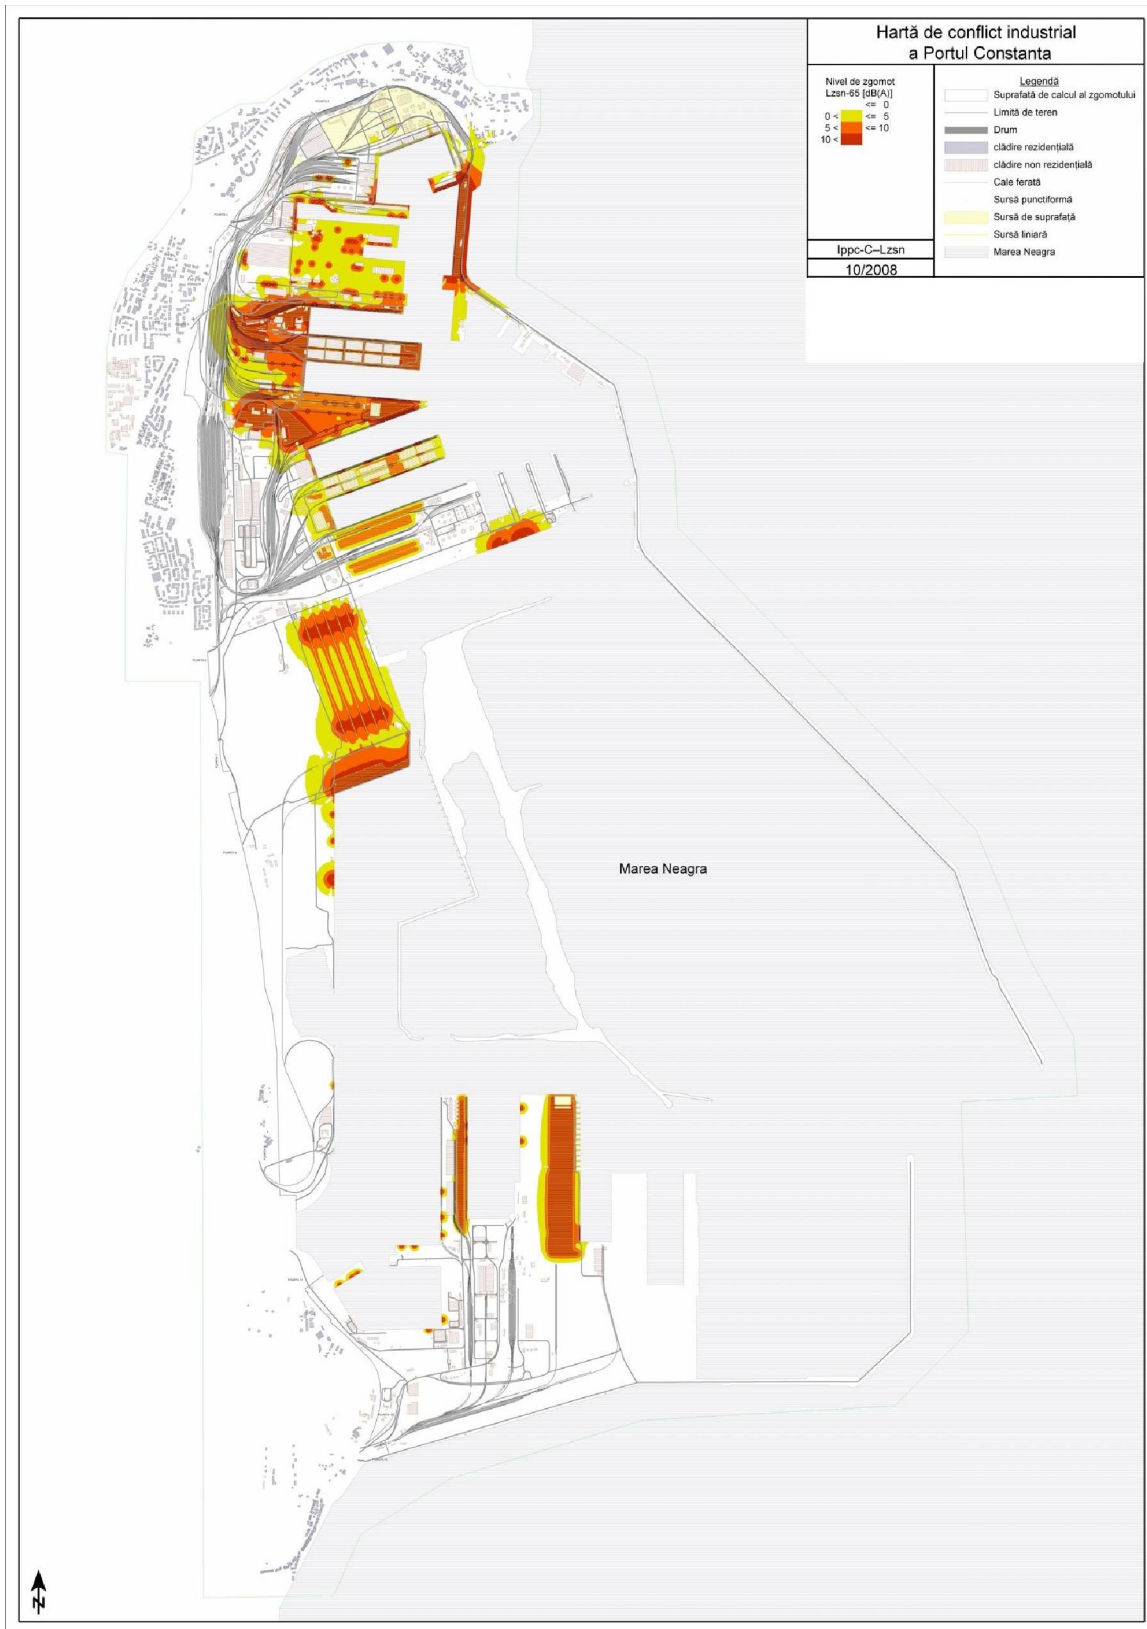 Hartă de conflict industrial
a Portul Constanta
Nivel de zgomot
Lzsn-65 [dB(A)]
<= 0
0 < <= 5
5 < <= 10
10 <
Legendă
Suprafată de calcul al zgomotului
Limită de teren
Drum
clădire rezidențială
clădire non rezidențială
Cale ferată
Sursă punctiformă
Sursă de suprafață
Sursă liniară
Marea Neagra
Ippc-C–Lzsn
10/2008
Marea Neagra
N